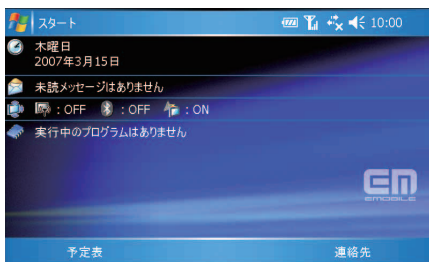 スタート 10:00
木曜日
2007年3月15日
未読メッセージはありません
: OFF : OFF : ON
実行中のプログラムはありません
EM
EMOBILE
予定表 連絡先